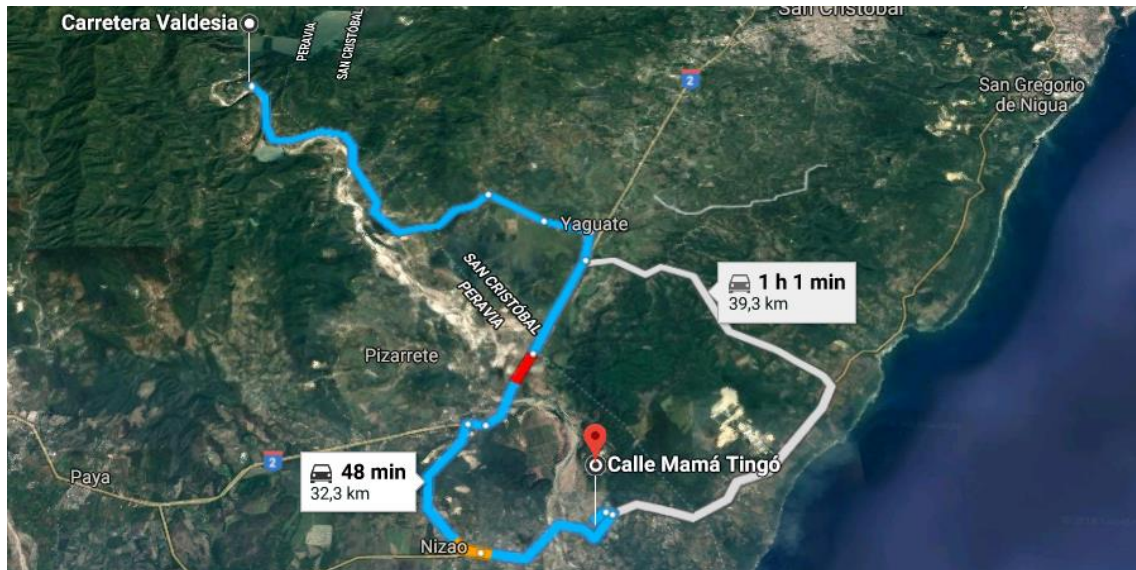 San Cristóbal
Carretera Valdesia
PERAVIA
SAN CRISTÓBAL
2
San Gregorio
de Nigua
Yaguate
SAN CRISTÓBAL
PERAVIA
1 h 1 min
39,3 km
Pizarrete
Calle Mamá Tingó
2
48 min
32,3 km
Paya
Nizao